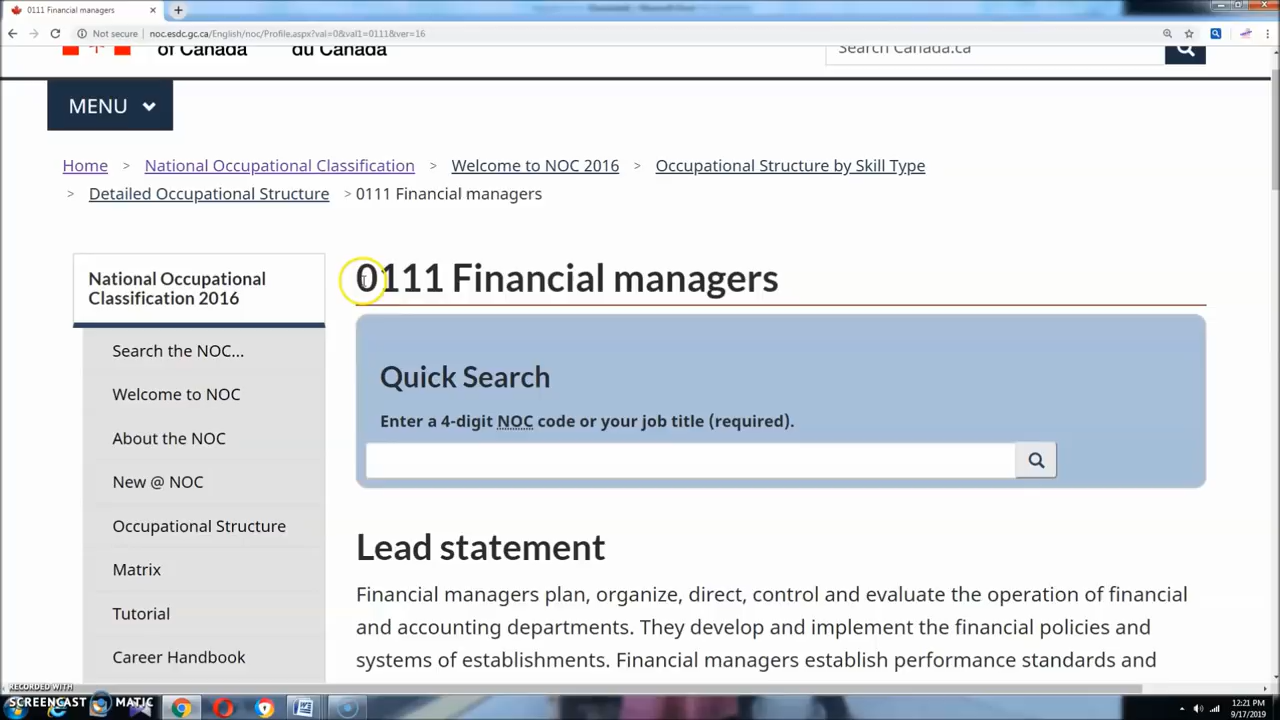 0111 Financial managers
Not secure
noc.esdc.gc.ca/English/noc/Profile.aspx?val=0&val1=0111&ver=16
of Canada
du Canada
Search Canada.ca
MENU
Home > National Occupational Classification > Welcome to NOC 2016 > Occupational Structure by Skill Type
> Detailed Occupational Structure > 0111 Financial managers
National Occupational
Classification 2016
Search the NOC...
Welcome to NOC
About the NOC
New @ NOC
Occupational Structure
Matrix
Tutorial
Career Handbook
0111 Financial managers
Quick Search
Enter a 4-digit NOC code or your job title (required).
Lead statement
Financial managers plan, organize, direct, control and evaluate the operation of financial
and accounting departments. They develop and implement the financial policies and
systems of establishments. Financial managers establish performance standards and
RECORDED WITH
SCREENCAST MATIC
12:21 PM
9/17/2019